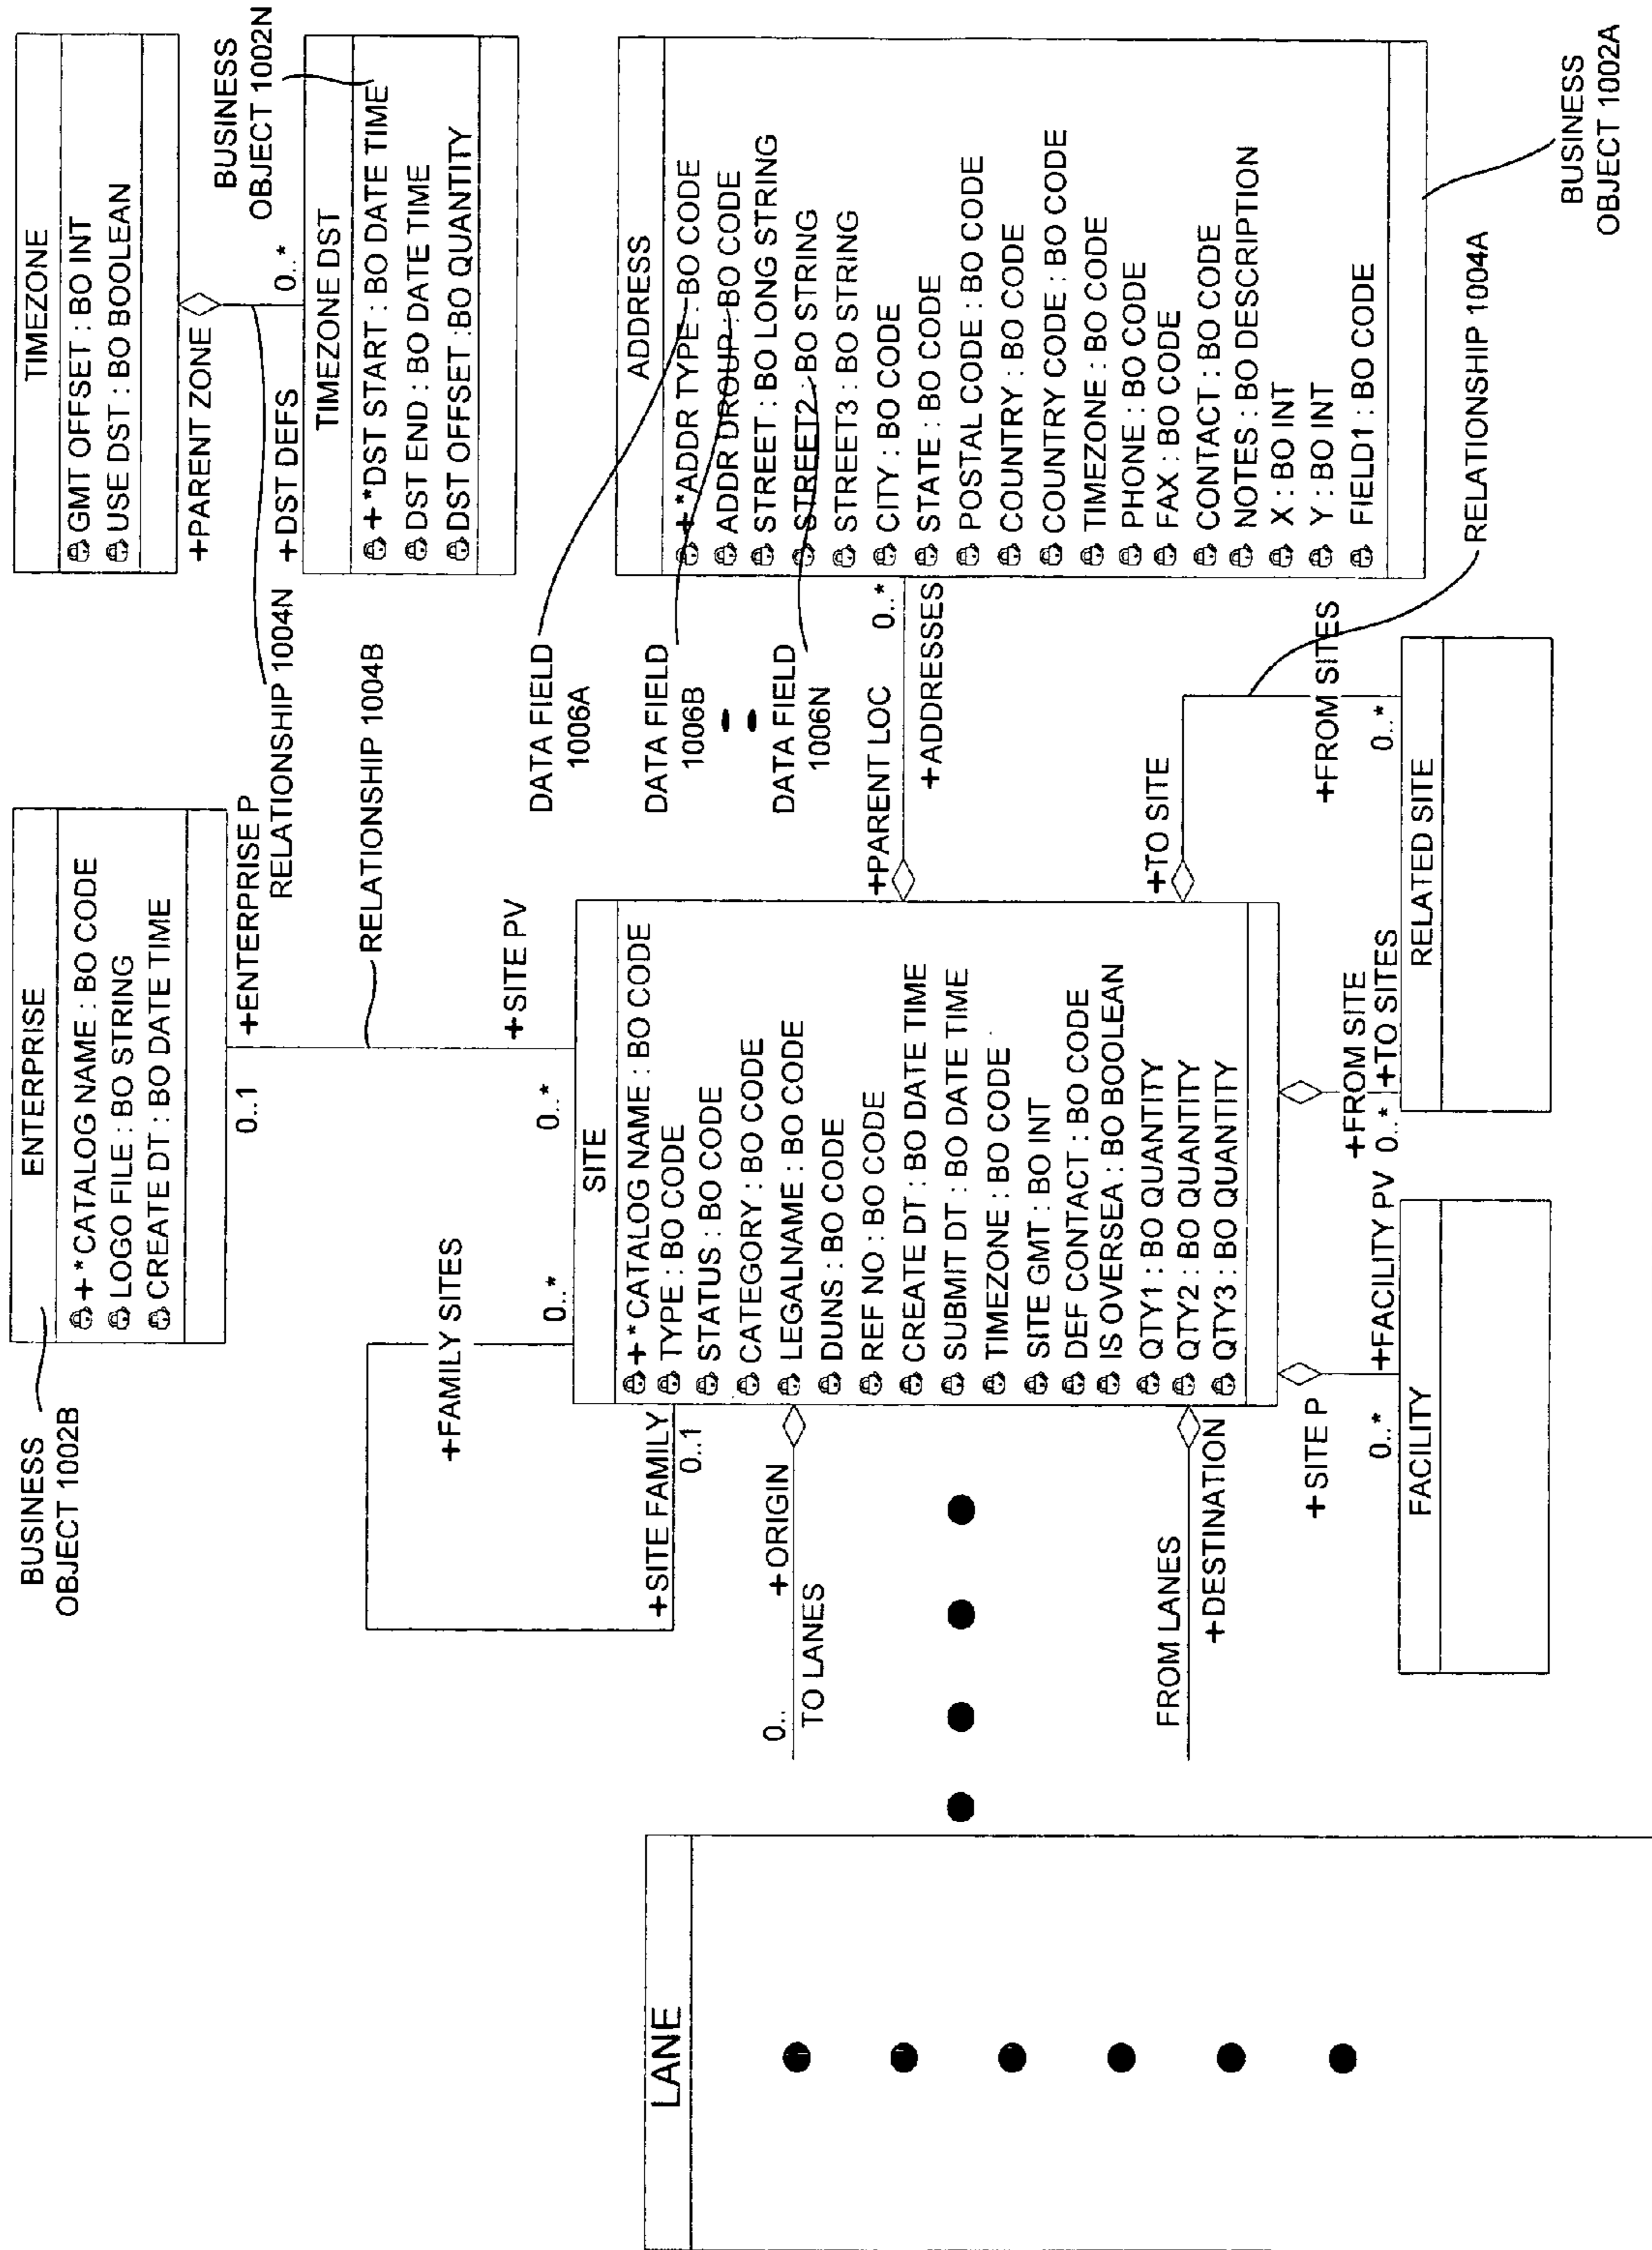 BUSINESS
OBJECT 1002B
ENTERPRISE
+*CATALOG NAME : BO CODE
LOGO FILE : BO STRING
CREATE DT : BO DATE TIME
0..1
+ENTERPRISE P
RELATIONSHIP 1004N
RELATIONSHIP 1004B
TIMEZONE
GMT OFFSET : BO INT
USE DST : BO BOOLEAN
+PARENT ZONE
BUSINESS
OBJECT 1002N
+DST DEFS
0..*
TIMEZONE DST
+*DST START : BO DATE TIME
DST END : BO DATE TIME
DST OFFSET :BO QUANTITY
+FAMILY SITES
0..*
0..*
+SITE PV
+SITE FAMILY
0..1
SITE
+*CATALOG NAME : BO CODE
TYPE : BO CODE
STATUS : BO CODE
CATEGORY : BO CODE
LEGALNAME : BO CODE
DUNS : BO CODE
REF NO : BO CODE
CREATE DT : BO DATE TIME
SUBMIT DT : BO DATE TIME
TIMEZONE : BO CODE
SITE GMT : BO INT
DEF CONTACT : BO CODE
IS OVERSEA : BO BOOLEAN
QTY1 : BO QUANTITY
QTY2 : BO QUANTITY
QTY3 : BO QUANTITY
DATA FIELD
1006A
DATA FIELD
1006B
DATA FIELD
1006N
ADDRESS
+*ADDR TYPE : BO CODE
ADDR DROUP : BO CODE
STREET : BO LONG STRING
STREET2 : BO STRING
STREET3 : BO STRING
CITY : BO CODE
STATE : BO CODE
POSTAL CODE : BO CODE
COUNTRY : BO CODE
COUNTRY CODE : BO CODE
TIMEZONE : BO CODE
PHONE : BO CODE
FAX : BO CODE
CONTACT : BO CODE
NOTES : BO DESCRIPTION
X : BO INT
Y : BO INT
FIELD1 : BO CODE
+PARENT LOC
0..*
+ADDRESSES
LANE
0..
+ORIGIN
TO LANES
FROM LANES
+DESTINATION
+TO SITE
+FROM SITES
0..*
RELATIONSHIP 1004A
+SITE P
0..*
+FACILITY PV
FACILITY
+FROM SITE
0..*
+TO SITES
RELATED SITE
BUSINESS
OBJECT 1002A